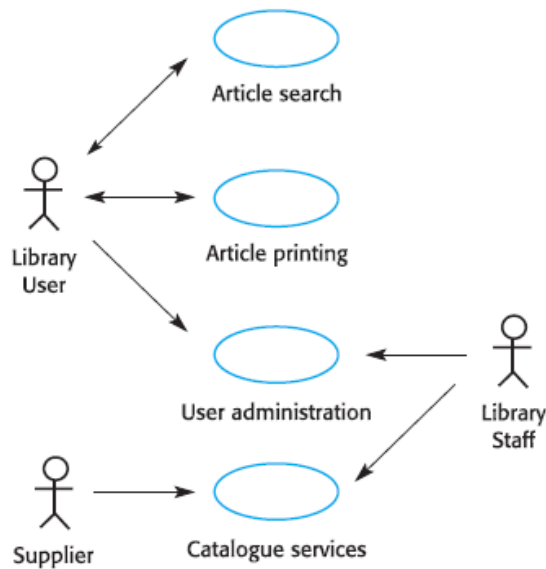 Article search
Article printing
Library
User
User administration
Library
Staff
Supplier
Catalogue services